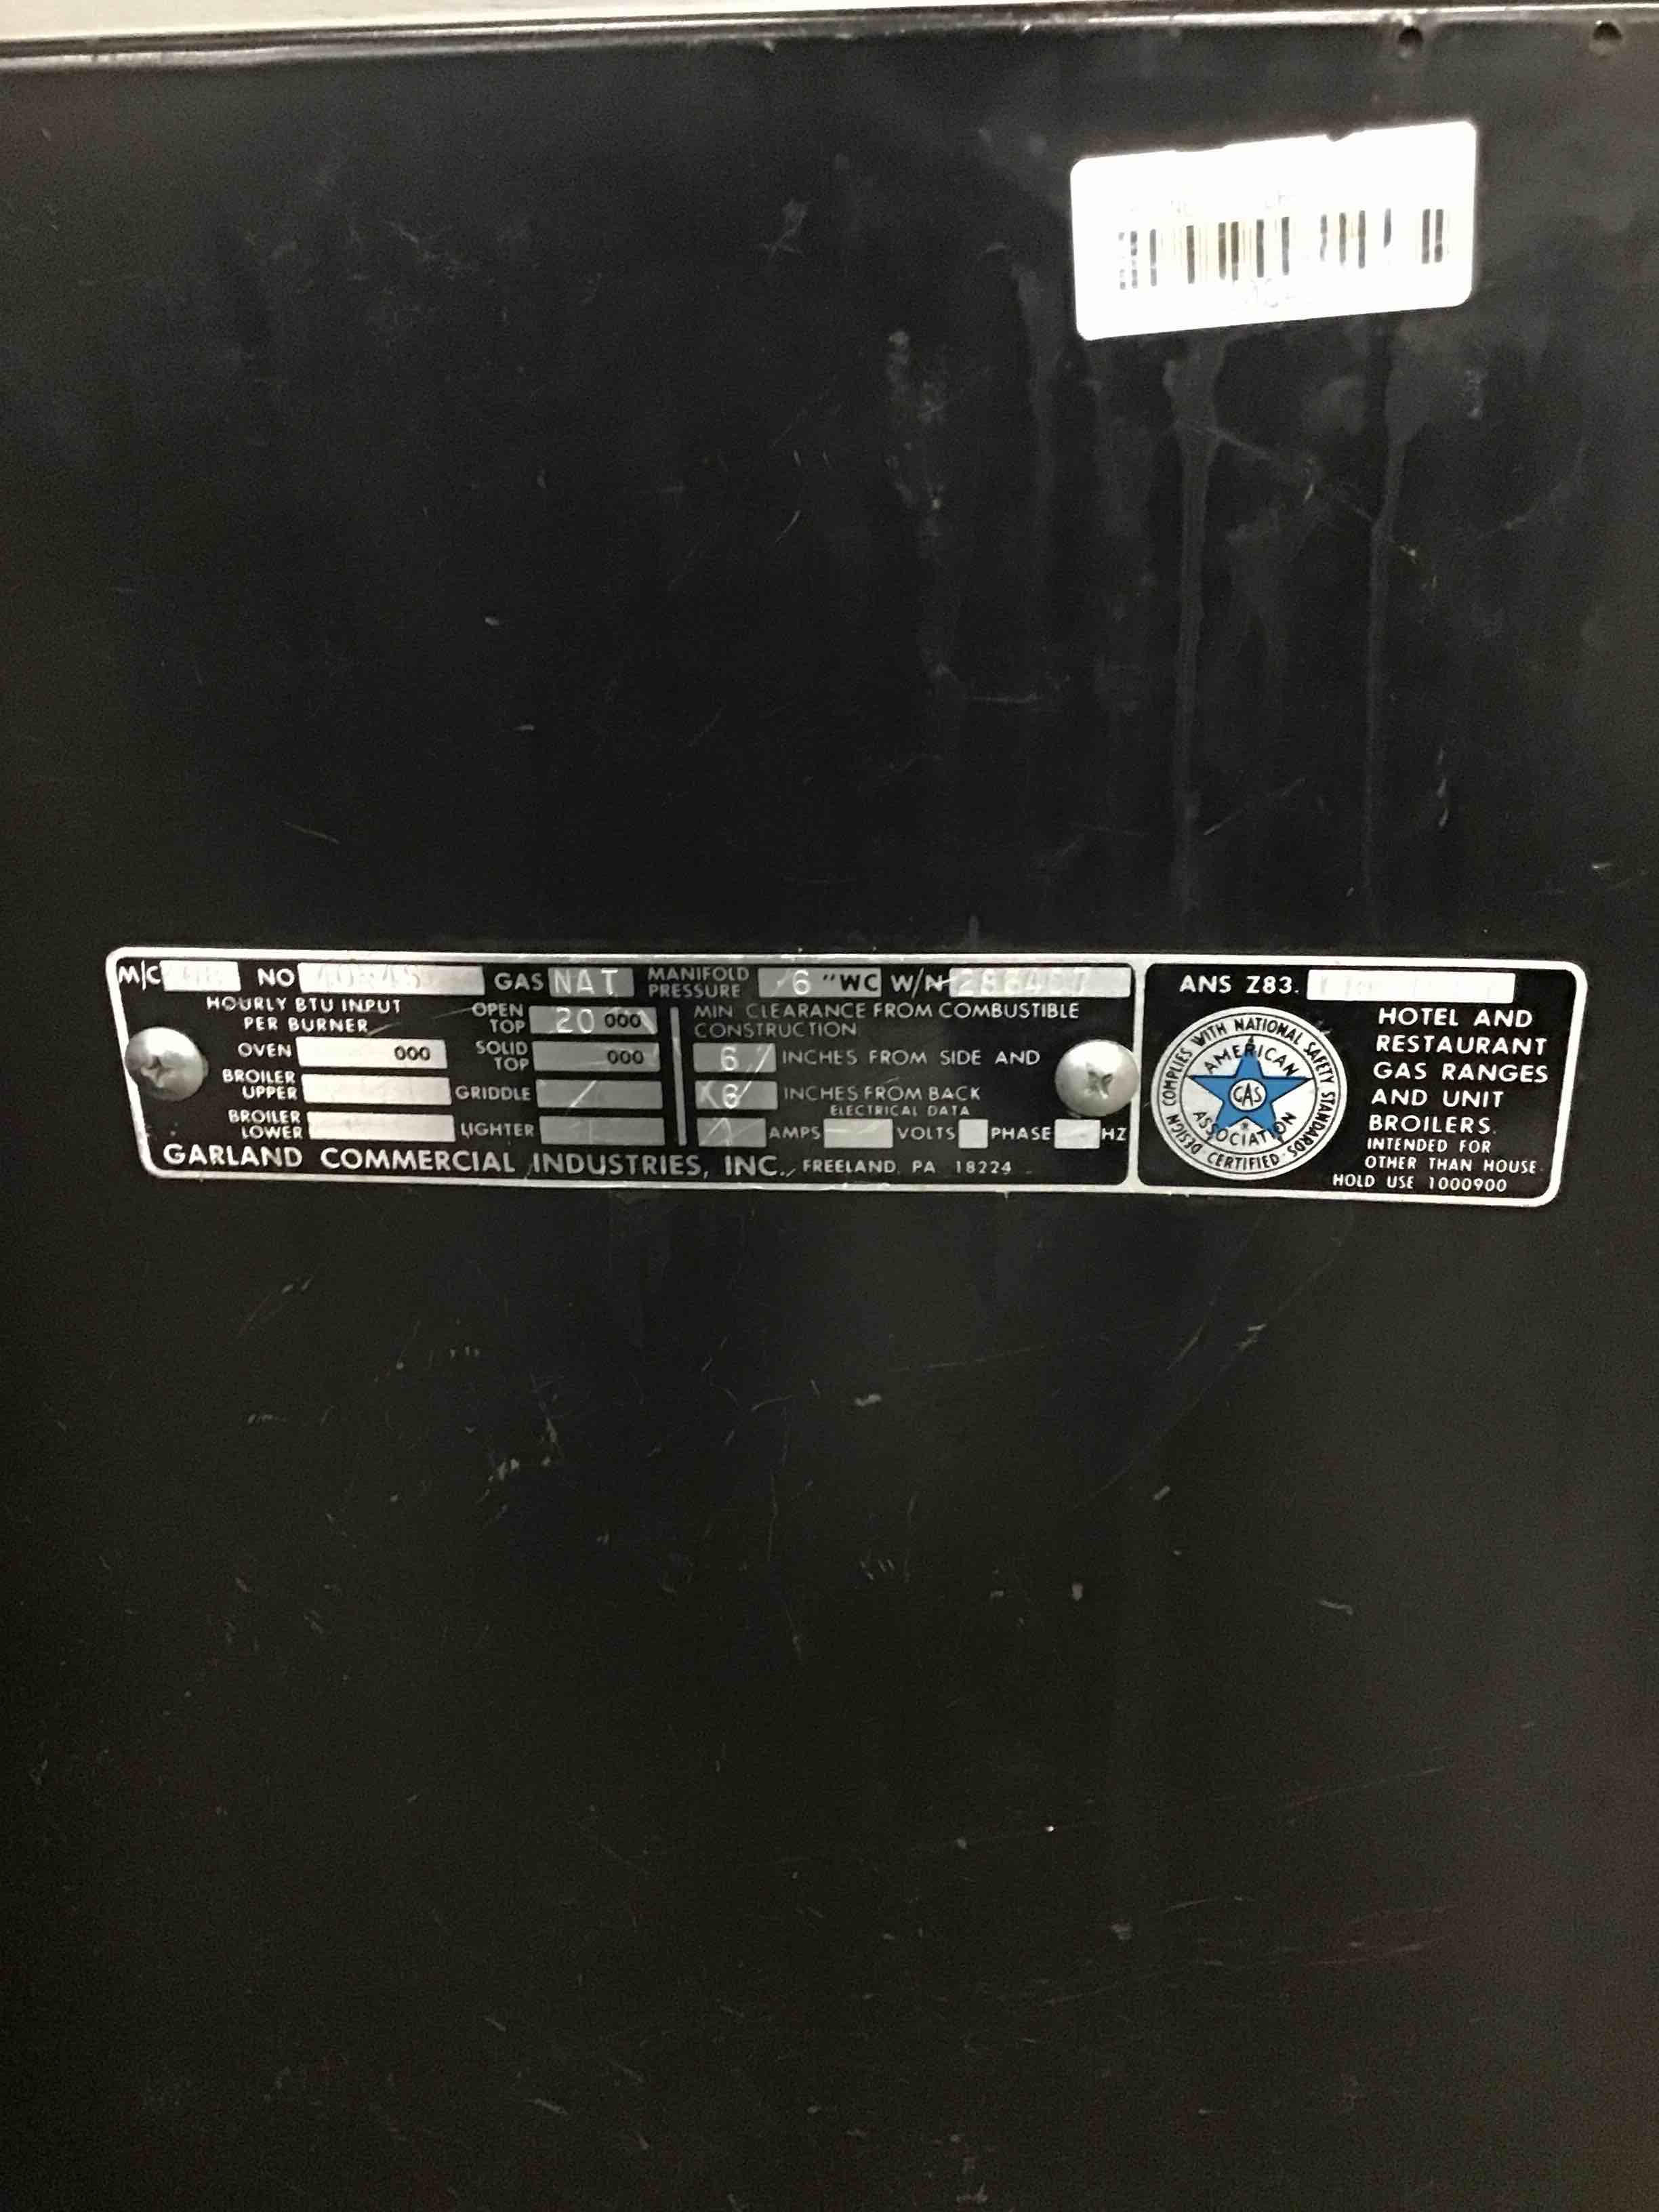 M/C NO GAS NAT MANIFOLD PRESSURE 6 "WC W/N
HOURLY BTU INPUT
PER BURNER
OPEN TOP 20 000
OVEN 000
SOLID TOP 000
BROILER UPPER
GRIDDLE
BROILER LOWER
LIGHTER
MIN CLEARANCE FROM COMBUSTIBLE
CONSTRUCTION
6 INCHES FROM SIDE AND
6 INCHES FROM BACK
ELECTRICAL DATA
AMPS VOLTS PHASE HZ
GARLAND COMMERCIAL INDUSTRIES, INC., FREELAND, PA 18224
ANS Z83.
DESIGN COMPLIES WITH NATIONAL SAFETY STANDARDS
CERTIFIED
AMERICAN
GAS
ASSOCIATION
HOTEL AND
RESTAURANT
GAS RANGES
AND UNIT
BROILERS.
INTENDED FOR
OTHER THAN HOUSE
HOLD USE 1000900